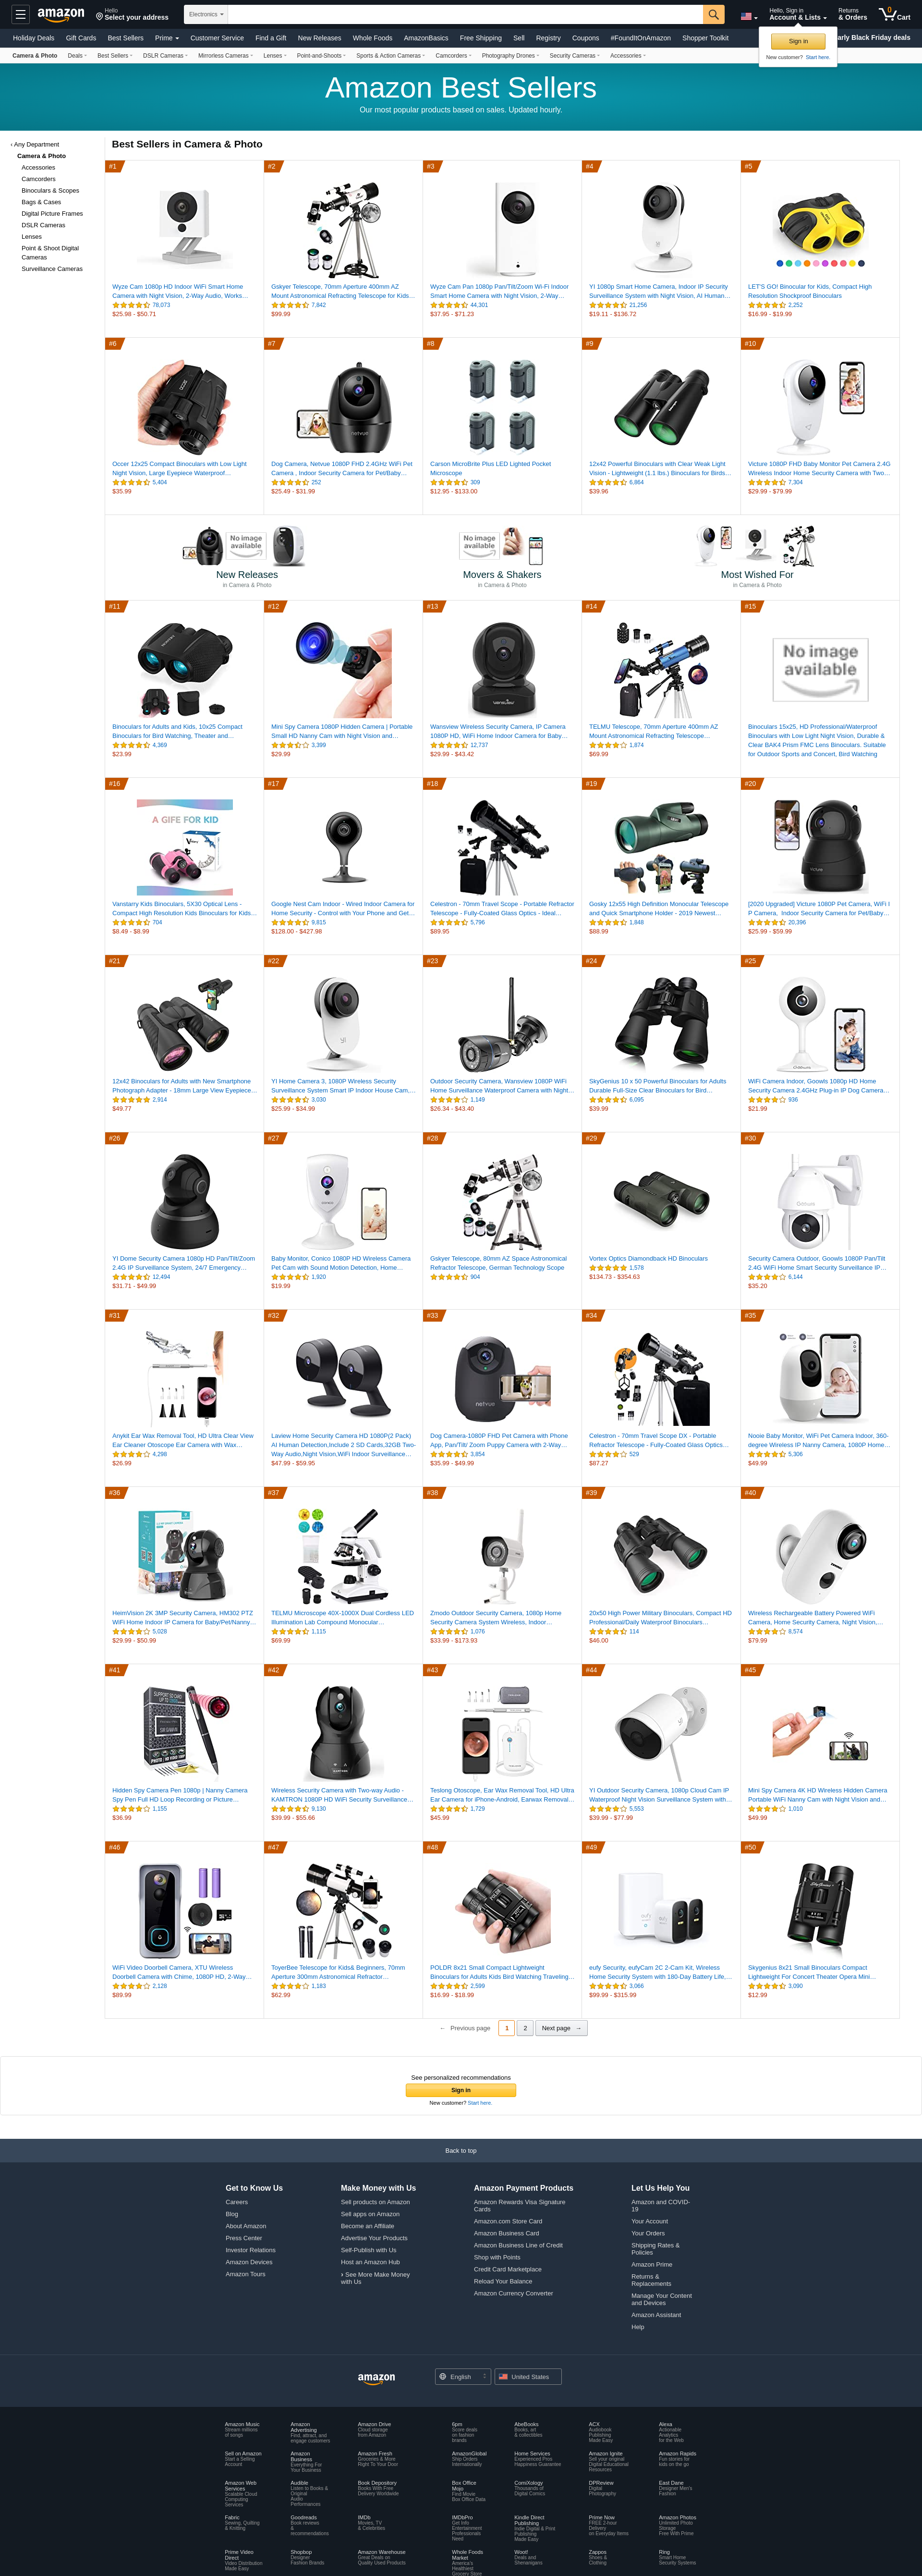 amazon
Hello
Select your address
Electronics
Hello, Sign in
Account & Lists
Returns
& Orders
0
Cart
Holiday Deals Gift Cards Best Sellers Prime Customer Service Find a Gift New Releases Whole Foods AmazonBasics Free Shipping Sell Registry Coupons #FoundItOnAmazon Shopper Toolkit
arly Black Friday deals
Sign in
New customer? Start here.
Camera & Photo Deals Best Sellers DSLR Cameras Mirrorless Cameras Lenses Point-and-Shoots Sports & Action Cameras Camcorders Photography Drones Security Cameras Accessories
Amazon Best Sellers
Our most popular products based on sales. Updated hourly.
‹ Any Department
Camera & Photo
Accessories
Camcorders
Binoculars & Scopes
Bags & Cases
Digital Picture Frames
DSLR Cameras
Lenses
Point & Shoot Digital
Cameras
Surveillance Cameras
Best Sellers in Camera & Photo
#1
Wyze Cam 1080p HD Indoor WiFi Smart Home
Camera with Night Vision, 2-Way Audio, Works…
78,073
$25.98 - $50.71
#2
Gskyer Telescope, 70mm Aperture 400mm AZ
Mount Astronomical Refracting Telescope for Kids…
7,842
$99.99
#3
Wyze Cam Pan 1080p Pan/Tilt/Zoom Wi-Fi Indoor
Smart Home Camera with Night Vision, 2-Way…
44,301
$37.95 - $71.23
#4
YI 1080p Smart Home Camera, Indoor IP Security
Surveillance System with Night Vision, AI Human…
21,256
$19.11 - $136.72
#5
LET'S GO! Binocular for Kids, Compact High
Resolution Shockproof Binoculars
2,252
$16.99 - $19.99
#6
Occer 12x25 Compact Binoculars with Low Light
Night Vision, Large Eyepiece Waterproof…
5,404
$35.99
#7
netvue
Dog Camera, Netvue 1080P FHD 2.4GHz WiFi Pet
Camera , Indoor Security Camera for Pet/Baby…
252
$25.49 - $31.99
#8
Carson MicroBrite Plus LED Lighted Pocket
Microscope
309
$12.95 - $133.00
#9
12x42 Powerful Binoculars with Clear Weak Light
Vision - Lightweight (1.1 lbs.) Binoculars for Birds…
6,864
$39.96
#10
Victure 1080P FHD Baby Monitor Pet Camera 2.4G
Wireless Indoor Home Security Camera with Two…
7,304
$29.99 - $79.99
No image
available
New Releases
in Camera & Photo
No image
available
Movers & Shakers
in Camera & Photo
Most Wished For
in Camera & Photo
#11
Binoculars for Adults and Kids, 10x25 Compact
Binoculars for Bird Watching, Theater and…
4,369
$23.99
#12
Mini Spy Camera 1080P Hidden Camera | Portable
Small HD Nanny Cam with Night Vision and…
3,399
$29.99
#13
Wansview Wireless Security Camera, IP Camera
1080P HD, WiFi Home Indoor Camera for Baby…
12,737
$29.99 - $43.42
#14
TELMU Telescope, 70mm Aperture 400mm AZ
Mount Astronomical Refracting Telescope…
1,874
$69.99
#15
No image
available
Binoculars 15x25, HD Professional/Waterproof
Binoculars with Low Light Night Vision, Durable &
Clear BAK4 Prism FMC Lens Binoculars. Suitable
for Outdoor Sports and Concert, Bird Watching
#16
A GIFE FOR KID
Vanstarry Kids Binoculars, 5X30 Optical Lens -
Compact High Resolution Kids Binoculars for Kids…
704
$8.49 - $8.99
#17
Google Nest Cam Indoor - Wired Indoor Camera for
Home Security - Control with Your Phone and Get…
9,815
$128.00 - $427.98
#18
Celestron - 70mm Travel Scope - Portable Refractor
Telescope - Fully-Coated Glass Optics - Ideal…
5,796
$89.95
#19
Gosky 12x55 High Definition Monocular Telescope
and Quick Smartphone Holder - 2019 Newest…
1,848
$88.99
#20
[2020 Upgraded] Victure 1080P Pet Camera, WiFi I
P Camera, Indoor Security Camera for Pet/Baby…
20,396
$25.99 - $59.99
#21
12x42 Binoculars for Adults with New Smartphone
Photograph Adapter - 18mm Large View Eyepiece…
2,914
$49.77
#22
YI Home Camera 3, 1080P Wireless Security
Surveillance System Smart IP Indoor House Cam,…
3,030
$25.99 - $34.99
#23
Outdoor Security Camera, Wansview 1080P WiFi
Home Surveillance Waterproof Camera with Night…
1,149
$26.34 - $43.40
#24
SkyGenius 10 x 50 Powerful Binoculars for Adults
Durable Full-Size Clear Binoculars for Bird…
6,095
$39.99
#25
WiFi Camera Indoor, Goowls 1080p HD Home
Security Camera 2.4GHz Plug-in IP Dog Camera…
936
$21.99
#26
YI Dome Security Camera 1080p HD Pan/Tilt/Zoom
2.4G IP Surveillance System, 24/7 Emergency…
12,494
$31.71 - $49.99
#27
Baby Monitor, Conico 1080P HD Wireless Camera
Pet Cam with Sound Motion Detection, Home…
1,920
$19.99
#28
Gskyer Telescope, 80mm AZ Space Astronomical
Refractor Telescope, German Technology Scope
904
#29
Vortex Optics Diamondback HD Binoculars
1,578
$134.73 - $354.63
#30
Security Camera Outdoor, Goowls 1080P Pan/Tilt
2.4G WiFi Home Smart Security Surveillance IP…
6,144
$35.20
#31
Anykit Ear Wax Removal Tool, HD Ultra Clear View
Ear Cleaner Otoscope Ear Camera with Wax…
4,298
$26.99
#32
Laview Home Security Camera HD 1080P(2 Pack)
AI Human Detection,Include 2 SD Cards,32GB Two-
Way Audio,Night Vision,WiFi Indoor Surveillance…
$47.99 - $59.95
#33
netvue
Dog Camera-1080P FHD Pet Camera with Phone
App, Pan/Tilt/ Zoom Puppy Camera with 2-Way…
3,854
$35.99 - $49.99
#34
Celestron - 70mm Travel Scope DX - Portable
Refractor Telescope - Fully-Coated Glass Optics…
529
$87.27
#35
Nooie Baby Monitor, WiFi Pet Camera Indoor, 360-
degree Wireless IP Nanny Camera, 1080P Home…
5,306
$49.99
#36
HeimVision 2K 3MP Security Camera, HM302 PTZ
WiFi Home Indoor IP Camera for Baby/Pet/Nanny…
5,028
$29.99 - $50.99
#37
TELMU Microscope 40X-1000X Dual Cordless LED
Illumination Lab Compound Monocular…
1,115
$69.99
#38
Zmodo Outdoor Security Camera, 1080p Home
Security Camera System Wireless, Indoor…
1,076
$33.99 - $173.93
#39
20x50 High Power Military Binoculars, Compact HD
Professional/Daily Waterproof Binoculars…
114
$46.00
#40
Wireless Rechargeable Battery Powered WiFi
Camera, Home Security Camera, Night Vision,…
8,574
$79.99
#41
Hidden Spy Camera Pen 1080p | Nanny Camera
Spy Pen Full HD Loop Recording or Picture…
1,155
$36.99
#42
Wireless Security Camera with Two-way Audio -
KAMTRON 1080P HD WiFi Security Surveillance…
9,130
$39.99 - $55.66
#43
Teslong Otoscope, Ear Wax Removal Tool, HD Ultra
Ear Camera for iPhone-Android, Earwax Removal…
1,729
$45.99
#44
YI Outdoor Security Camera, 1080p Cloud Cam IP
Waterproof Night Vision Surveillance System with…
5,553
$39.99 - $77.99
#45
Mini Spy Camera 4K HD Wireless Hidden Camera
Portable WiFi Nanny Cam with Night Vision and…
1,010
$49.99
#46
WiFi Video Doorbell Camera, XTU Wireless
Doorbell Camera with Chime, 1080P HD, 2-Way…
2,128
$89.99
#47
ToyerBee Telescope for Kids& Beginners, 70mm
Aperture 300mm Astronomical Refractor…
1,183
$62.99
#48
POLDR 8x21 Small Compact Lightweight
Binoculars for Adults Kids Bird Watching Traveling…
2,599
$16.99 - $18.99
#49
eufy Security, eufyCam 2C 2-Cam Kit, Wireless
Home Security System with 180-Day Battery Life,…
3,066
$99.99 - $315.99
#50
Skygenius 8x21 Small Binoculars Compact
Lightweight For Concert Theater Opera Mini…
3,090
$12.99
← Previous page 1 2 Next page →
See personalized recommendations
Sign in
New customer? Start here.
Back to top
Get to Know Us
Careers
Blog
About Amazon
Press Center
Investor Relations
Amazon Devices
Amazon Tours
Make Money with Us
Sell products on Amazon
Sell apps on Amazon
Become an Affiliate
Advertise Your Products
Self-Publish with Us
Host an Amazon Hub
› See More Make Money
with Us
Amazon Payment Products
Amazon Rewards Visa Signature
Cards
Amazon.com Store Card
Amazon Business Card
Amazon Business Line of Credit
Shop with Points
Credit Card Marketplace
Reload Your Balance
Amazon Currency Converter
Let Us Help You
Amazon and COVID-
19
Your Account
Your Orders
Shipping Rates &
Policies
Amazon Prime
Returns &
Replacements
Manage Your Content
and Devices
Amazon Assistant
Help
amazon
English
United States
Amazon Music
Stream millions
of songs
Amazon
Advertising
Find, attract, and
engage customers
Amazon Drive
Cloud storage
from Amazon
6pm
Score deals
on fashion
brands
AbeBooks
Books, art
& collectibles
ACX
Audiobook
Publishing
Made Easy
Alexa
Actionable
Analytics
for the Web
Sell on Amazon
Start a Selling
Account
Amazon
Business
Everything For
Your Business
Amazon Fresh
Groceries & More
Right To Your Door
AmazonGlobal
Ship Orders
Internationally
Home Services
Experienced Pros
Happiness Guarantee
Amazon Ignite
Sell your original
Digital Educational
Resources
Amazon Rapids
Fun stories for
kids on the go
Amazon Web
Services
Scalable Cloud
Computing
Services
Audible
Listen to Books &
Original
Audio
Performances
Book Depository
Books With Free
Delivery Worldwide
Box Office
Mojo
Find Movie
Box Office Data
ComiXology
Thousands of
Digital Comics
DPReview
Digital
Photography
East Dane
Designer Men's
Fashion
Fabric
Sewing, Quilting
& Knitting
Goodreads
Book reviews
&
recommendations
IMDb
Movies, TV
& Celebrities
IMDbPro
Get Info
Entertainment
Professionals
Need
Kindle Direct
Publishing
Indie Digital & Print
Publishing
Made Easy
Prime Now
FREE 2-hour
Delivery
on Everyday Items
Amazon Photos
Unlimited Photo
Storage
Free With Prime
Prime Video
Direct
Video Distribution
Made Easy
Shopbop
Designer
Fashion Brands
Amazon Warehouse
Great Deals on
Quality Used Products
Whole Foods
Market
America's
Healthiest
Grocery Store
Woot!
Deals and
Shenanigans
Zappos
Shoes &
Clothing
Ring
Smart Home
Security Systems